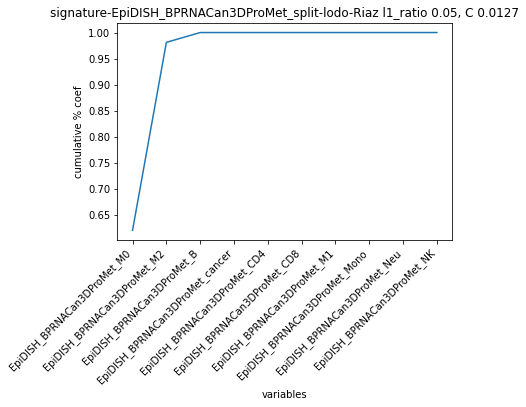 signature-EpiDISH_BPRNACan3DProMet_split-lodo-Riaz l1_ratio 0.05, C 0.0127
cumulative % coef
1.00
0.95
0.90
0.85
0.80
0.75
0.70
0.65
EpiDISH_BPRNACan3DProMet_M0
EpiDISH_BPRNACan3DProMet_M2
EpiDISH_BPRNACan3DProMet_B
EpiDISH_BPRNACan3DProMet_cancer
EpiDISH_BPRNACan3DProMet_CD4
EpiDISH_BPRNACan3DProMet_CD8
EpiDISH_BPRNACan3DProMet_M1
EpiDISH_BPRNACan3DProMet_Mono
EpiDISH_BPRNACan3DProMet_Neu
EpiDISH_BPRNACan3DProMet_NK
variables